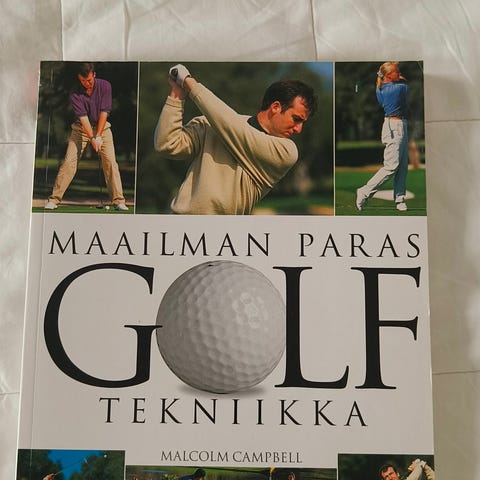 MAAILMAN PARAS
GOLF
TEKNIIKKA
MALCOLM CAMPBELL